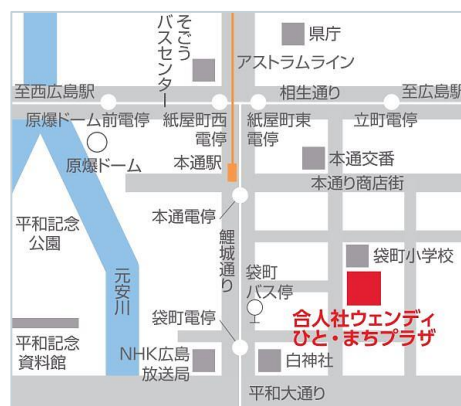 県庁
そごう
バスセンター
アストラムライン
至西広島駅
相生通り
至広島駅
原爆ドーム前電停
紙屋町西
電停
紙屋町東
電停
立町電停
原爆ドーム
本通駅
本通交番
本通り商店街
本通電停
平和記念
公園
鯉城通り
袋町小学校
元安川
袋町
バス停
合人社ウェンディ
ひと・まちプラザ
袋町電停
平和記念
資料館
NHK広島
放送局
白神社
平和大通り